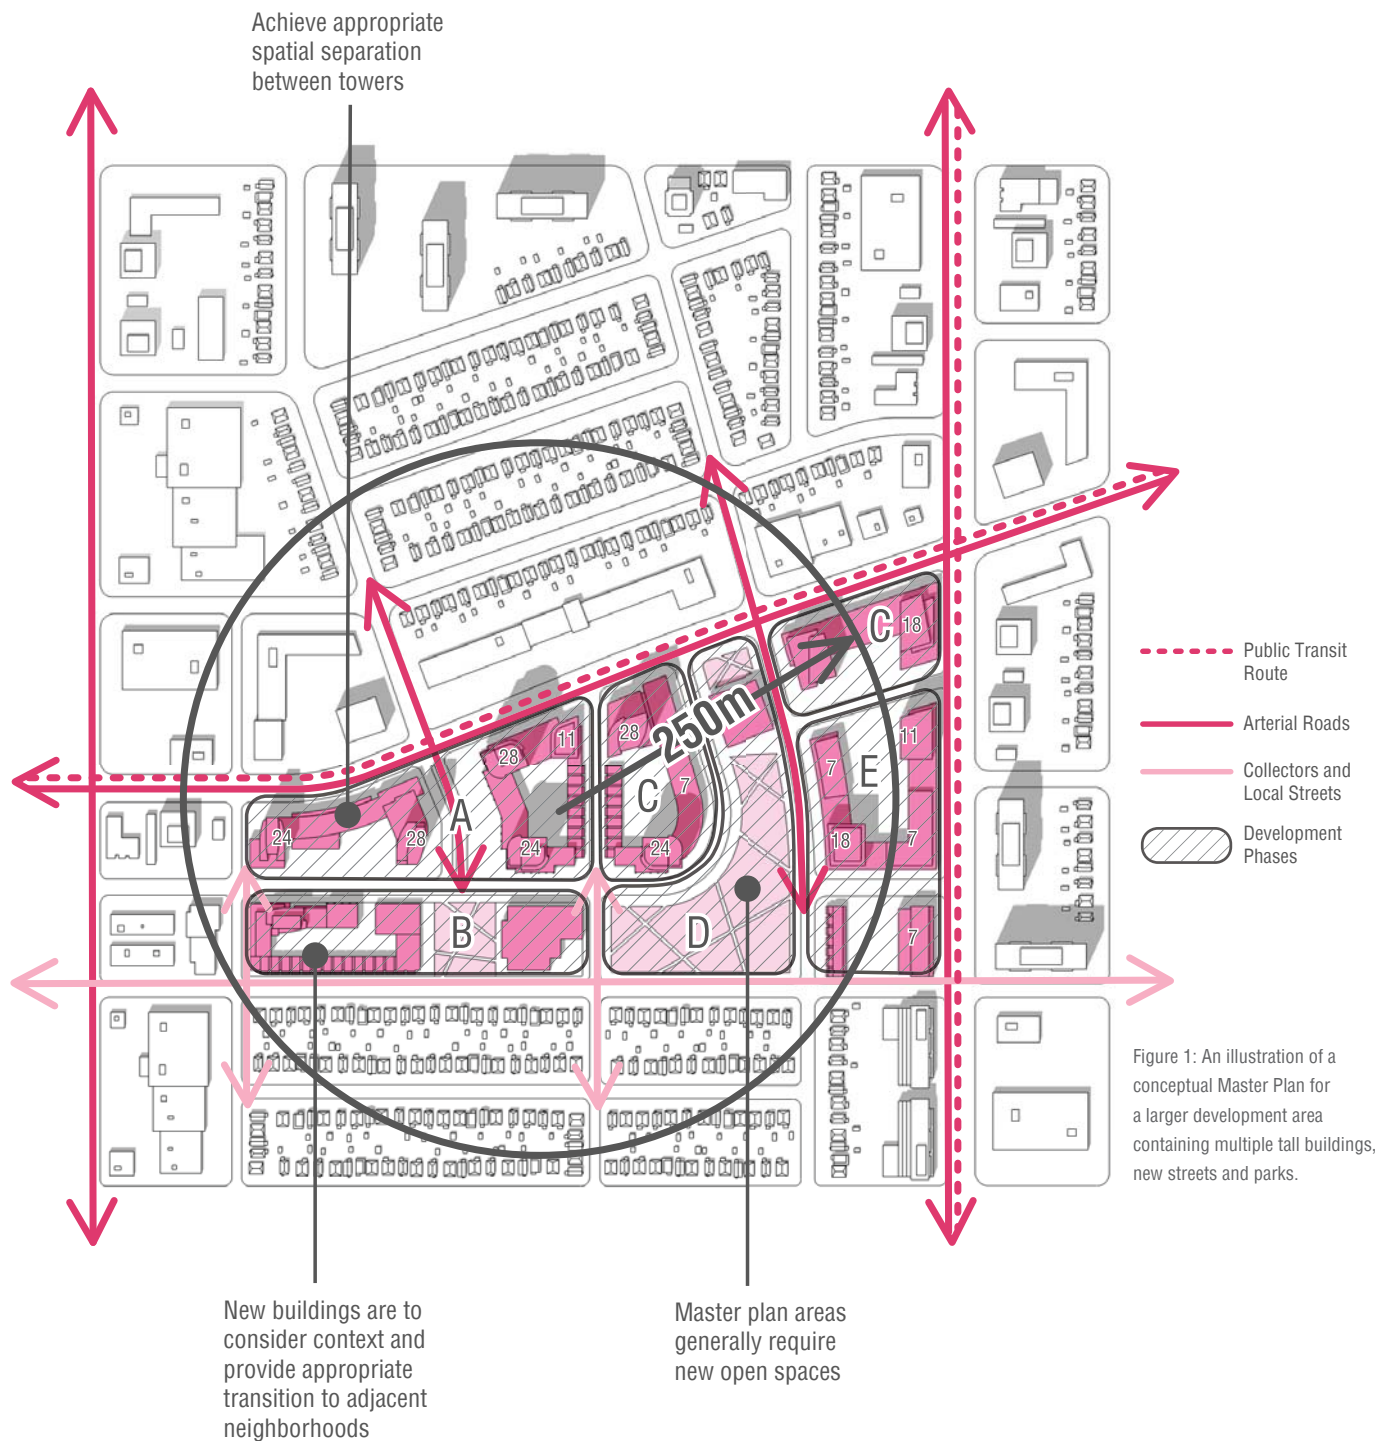 Achieve appropriate
spatial separation
between towers
Public Transit
Route
Arterial Roads
Collectors and
Local Streets
Development
Phases
C
18
250m
11
28
28
7
A
C
E
11
7
24
28
24
24
18
7
B
D
7
Figure 1: An illustration of a
conceptual Master Plan for
a larger development area
containing multiple tall buildings,
new streets and parks.
New buildings are to
consider context and
provide appropriate
transition to adjacent
neighborhoods
Master plan areas
generally require
new open spaces